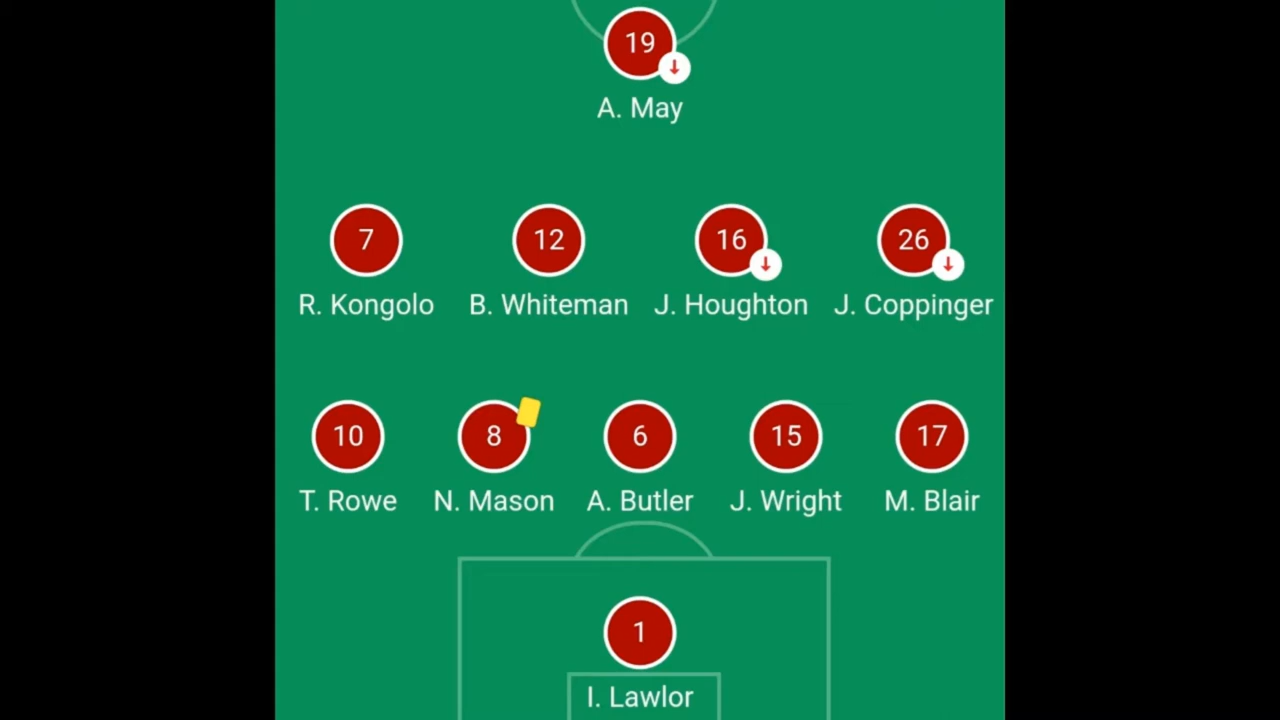 19
A. May
7 12 16 26
R. Kongolo B. Whiteman J. Houghton J. Coppinger
10 8 6 15 17
T. Rowe N. Mason A. Butler J. Wright M. Blair
1
I. Lawlor